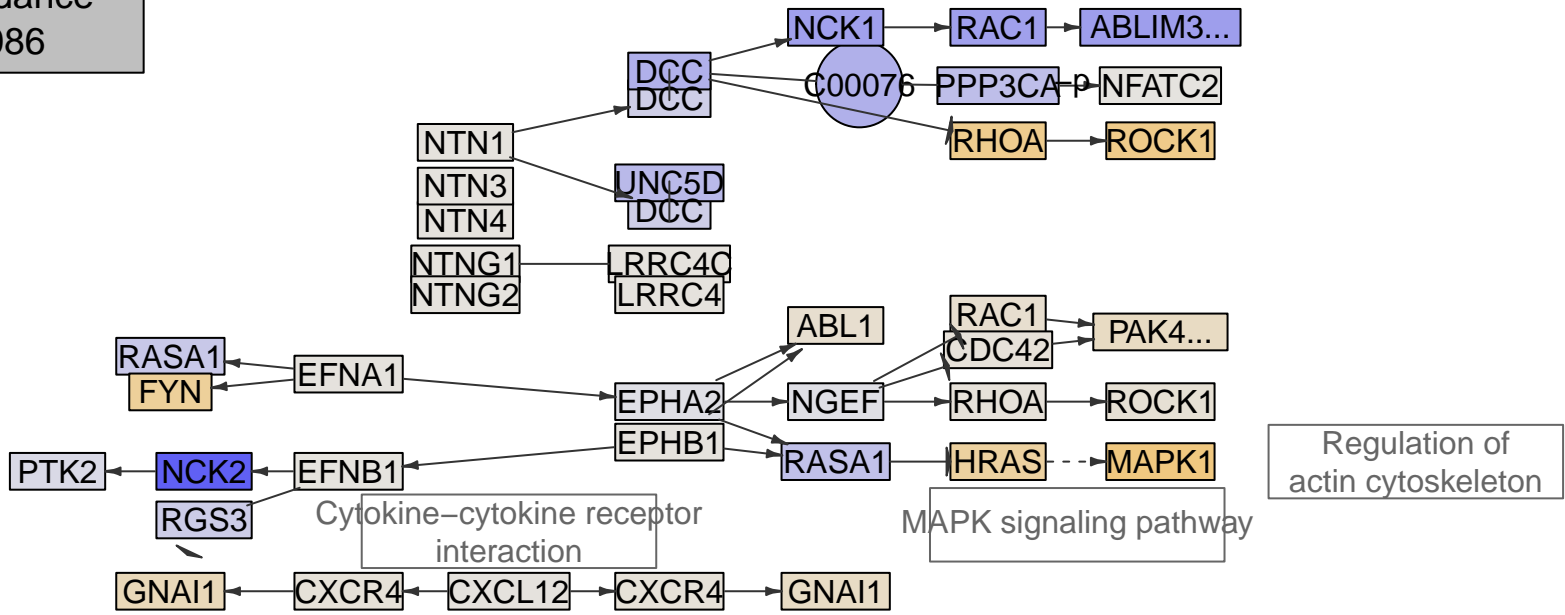 NCK1
RAC1
ABLIM3...
086
DCC
DCC
C00076
PPP3CA
+p
NFATC2
NTN1
RHOA
ROCK1
NTN3
UNC5D
NTN4
DCC
NTNG1
LRRC4C
NTNG2
LRRC4
ABL1
RAC1
PAK4...
RASA1
EFNA1
CDC42
FYN
EPHA2
NGEF
RHOA
ROCK1
EPHB1
PTK2
NCK2
EFNB1
RASA1
HRAS
MAPK1
Regulation of
actin cytoskeleton
RGS3
Cytokine−cytokine receptor
interaction
MAPK signaling pathway
GNAI1
CXCR4
CXCL12
CXCR4
GNAI1